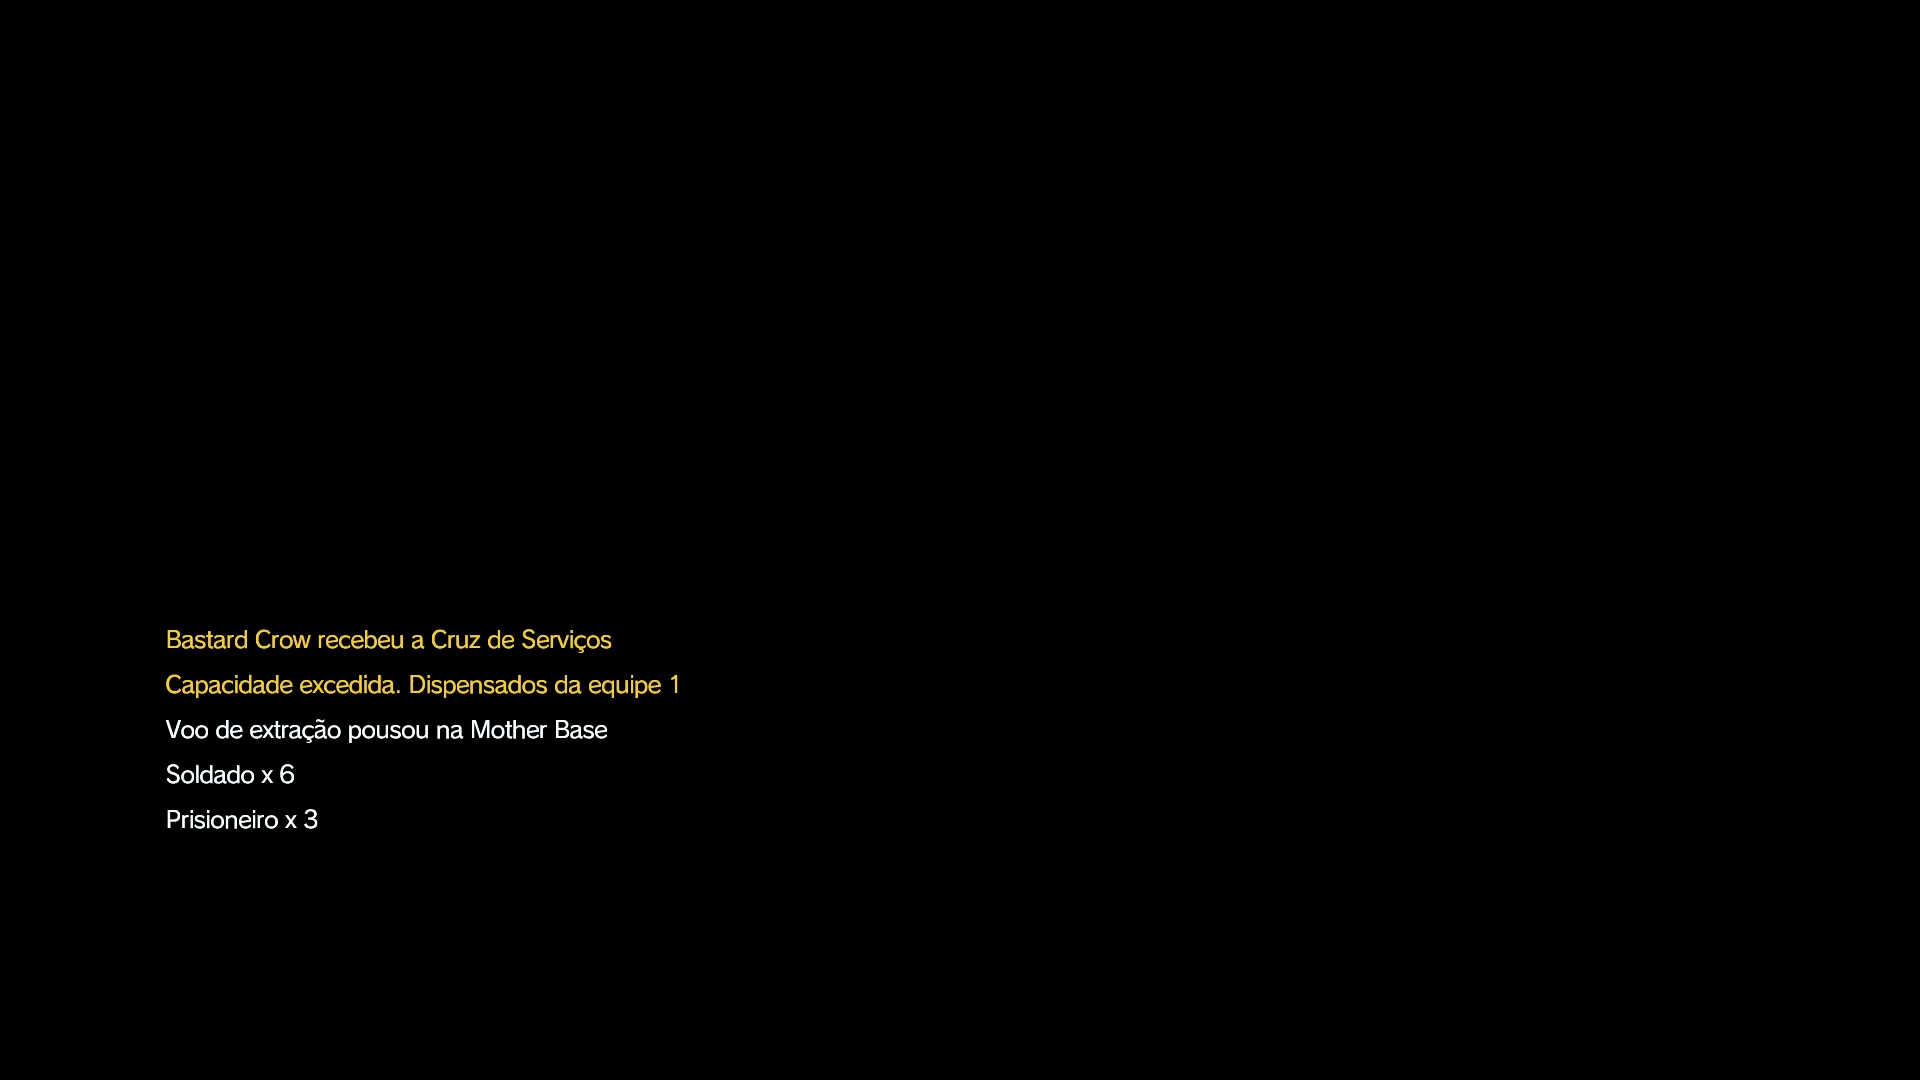 Bastard Crow recebeu a Cruz de Serviços
Capacidade excedida. Dispensados da equipe 1
Voo de extração pousou na Mother Base
Soldado x 6
Prisioneiro x 3